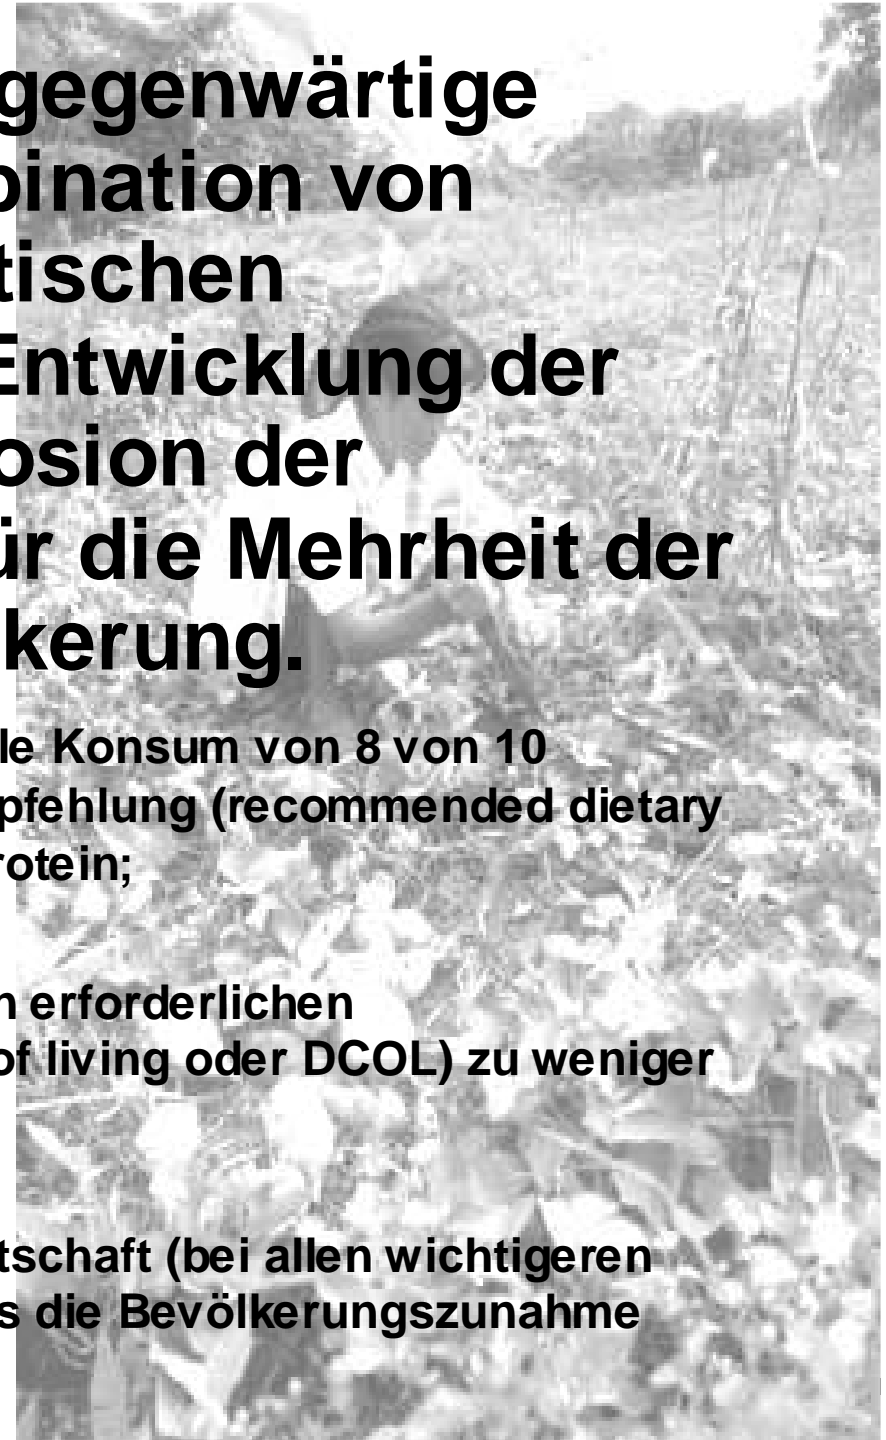 gegenwärtige
bination von
tischen
Entwicklung der
osion der
ür die Mehrheit der
kerung.
le Konsum von 8 von 10
pfehlung (recommended dietary
rotein;
n erforderlichen
of living oder DCOL) zu weniger
tschaft (bei allen wichtigeren
s die Bevölkerungszunahme